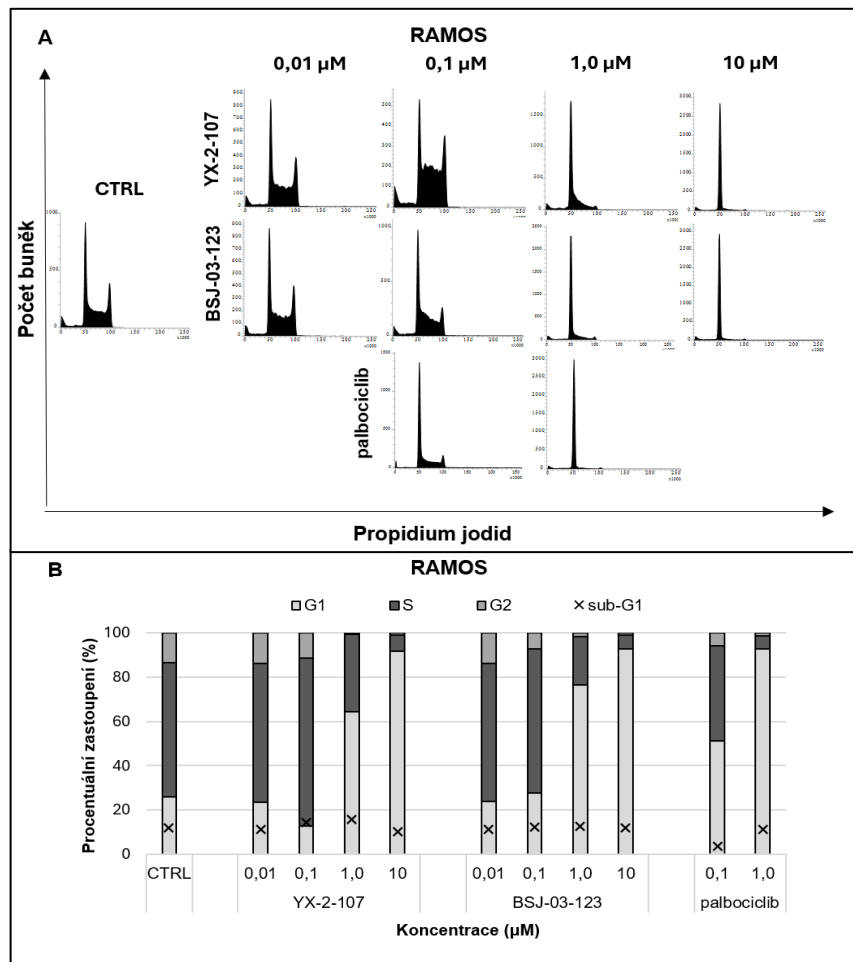 A
RAMOS
0,01 µM 0,1 µM 1,0 µM 10 µM
YX-2-107
CTRL
BSJ-03-123
palbociclib
Počet buněk
Propidium jodid
B
RAMOS
G1 S G2 sub-G1
Procentuální zastoupení (%)
100
80
60
40
20
0
CTRL 0,01 0,1 1,0 10 0,01 0,1 1,0 10 0,1 1,0
YX-2-107 BSJ-03-123 palbociclib
Koncentrace (µM)